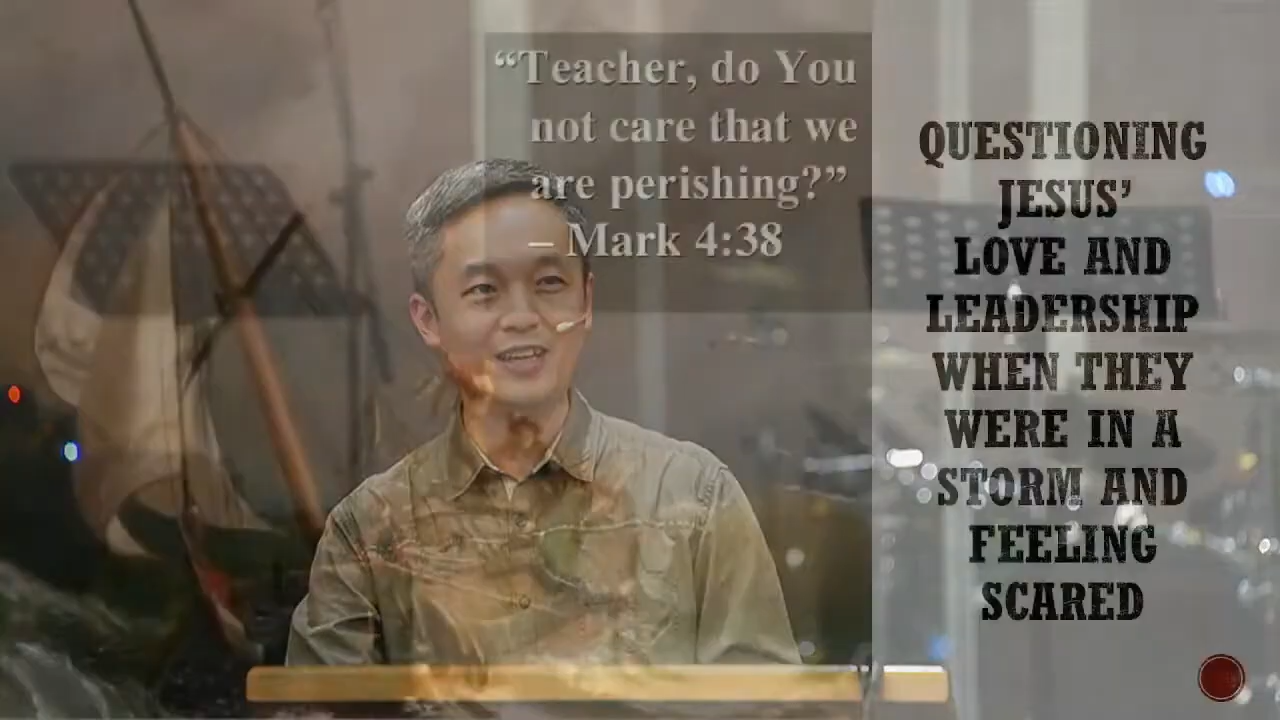 “Teacher, do You
not care that we
are perishing?”
– Mark 4:38
QUESTIONING
JESUS’
LOVE AND
LEADERSHIP
WHEN THEY
WERE IN A
STORM AND
FEELING
SCARED